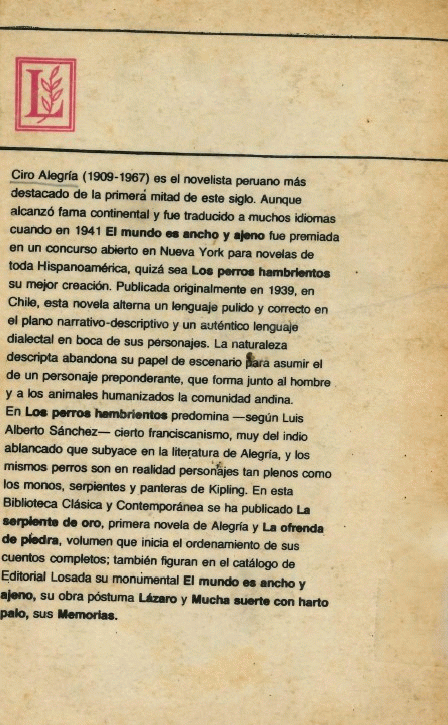 L
Ciro Alegría (1909-1967) es el novelista peruano más
destacado de la primera mitad de este siglo. Aunque
alcanzó fama continental y fue traducido a muchos idiomas
cuando en 1941 El mundo es ancho y ajeno fue premiada
en un concurso abierto en Nueva York para novelas de
toda Hispanoamérica, quizá sea Los perros hambrientos
su mejor creación. Publicada originalmente en 1939, en
Chile, esta novela alterna un lenguaje pulido y correcto en
el plano narrativo-descriptivo y un auténtico lenguaje
dialectal en boca de sus personajes. La naturaleza
descripta abandona su papel de escenario para asumir el
de un personaje preponderante, que forma junto al hombre
y a los animales humanizados la comunidad andina.
En Los perros hambrientos predomina —según Luis
Alberto Sánchez— cierto franciscanismo, muy del indio
ablancado que subyace en la literatura de Alegría, y los
mismos perros son en realidad personajes tan plenos como
los monos, serpientes y panteras de Kipling. En esta
Biblioteca Clásica y Contemporánea se ha publicado La
serpiente de oro, primera novela de Alegría y La ofrenda
de piedra, volumen que inicia el ordenamiento de sus
cuentos completos; también figuran en el catálogo de
Editorial Losada su monumental El mundo es ancho y
ajeno, su obra póstuma Lázaro y Mucha suerte con harto
palo, sus Memorias.